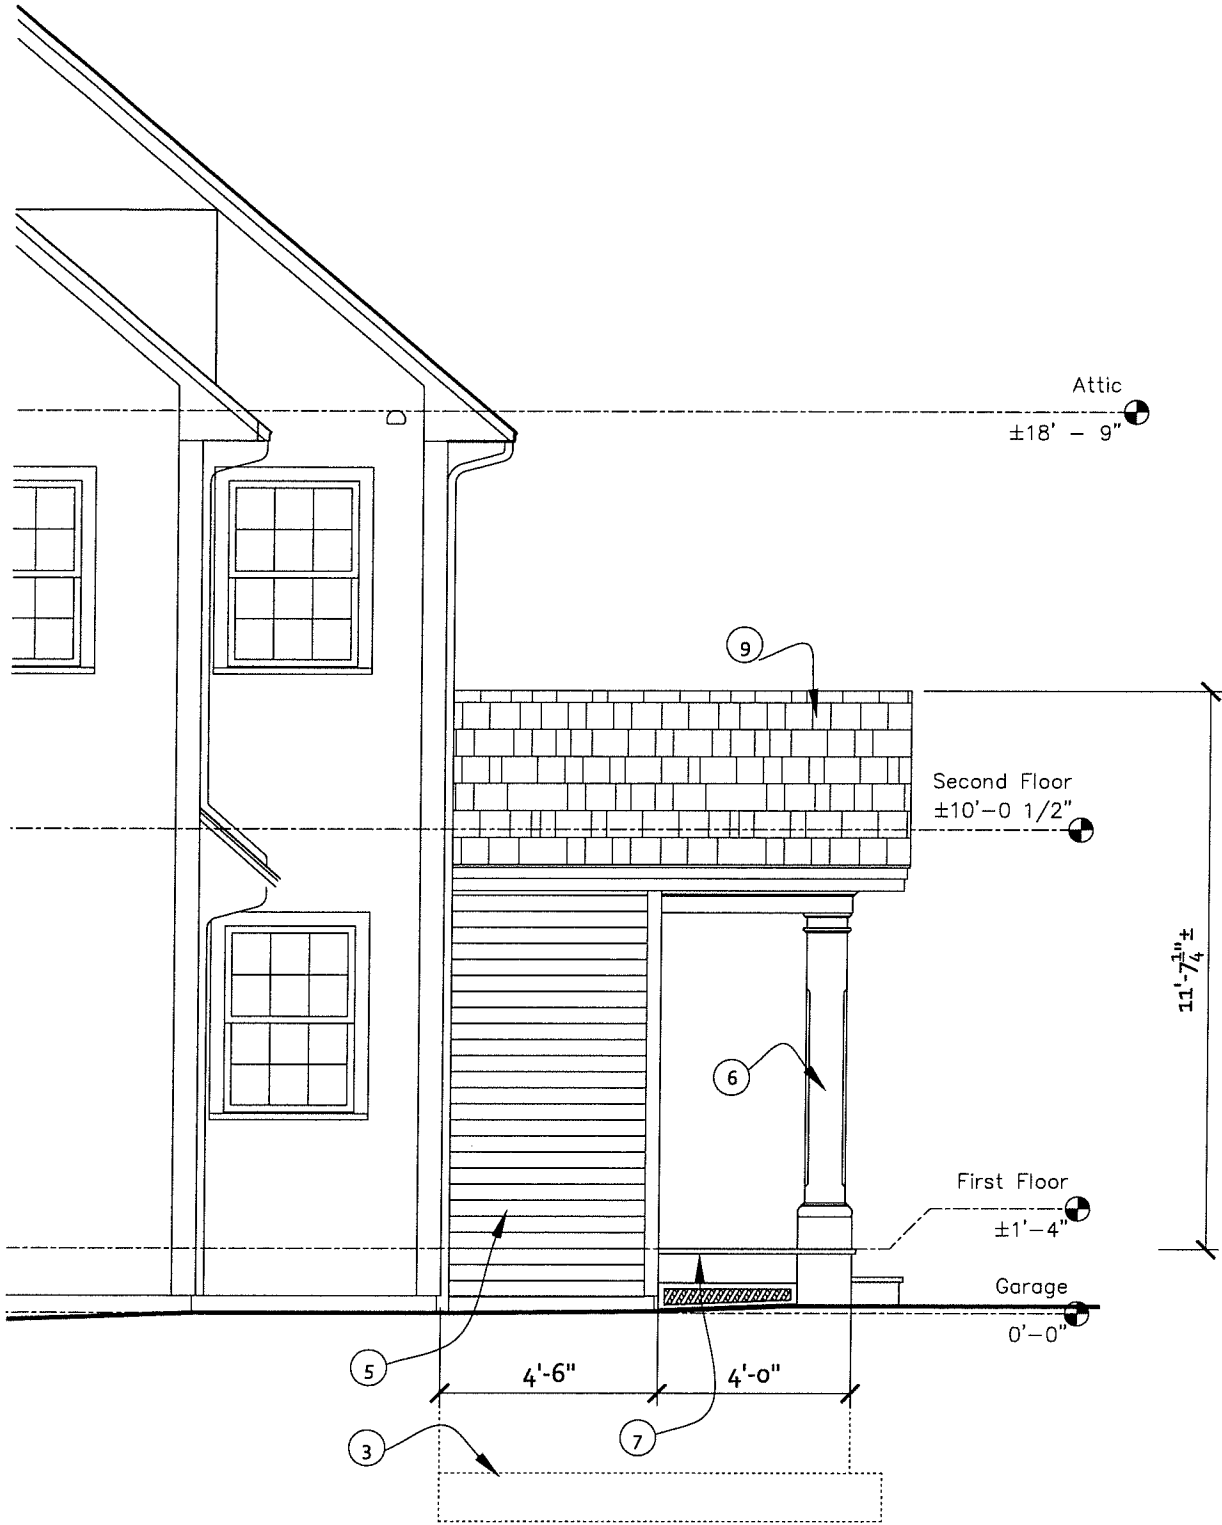 Attic
±18' - 9"
9
Second Floor
±10'-0 1/2"
11'-7 1/4"±
6
First Floor
±1'-4"
Garage
0'-0"
5
4'-6"
4'-0"
7
3